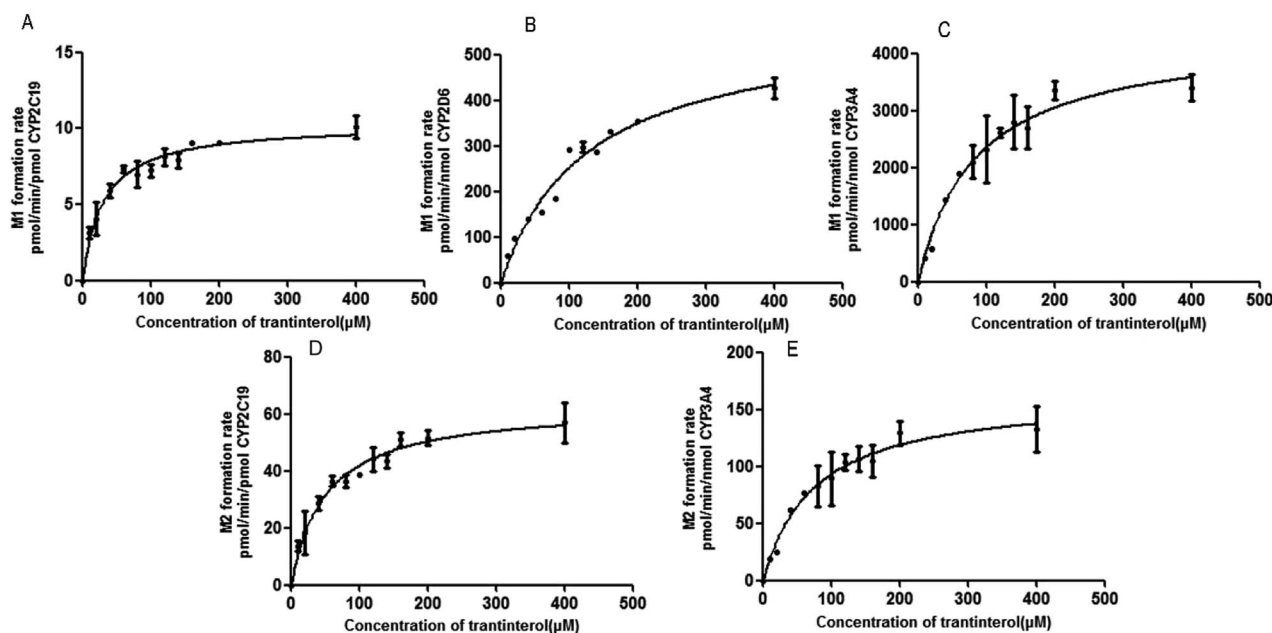 A
M1 formation rate
pmol/min/pmol CYP2C19
15
10
5
0
0 100 200 300 400 500
Concentration of trantinterol(µM)
B
M1 formation rate
pmol/min/nmol CYP2D6
500
400
300
200
100
0
0 100 200 300 400 500
Concentration of trantinterol(µM)
C
M1 formation rate
pmol/min/nmol CYP3A4
4000
3000
2000
1000
0
0 100 200 300 400 500
Concentration of trantinterol(µM)
D
M2 formation rate
pmol/min/pmol CYP2C19
80
60
40
20
0
0 100 200 300 400 500
Concentration of trantinterol(µM)
E
M2 formation rate
pmol/min/nmol CYP3A4
200
150
100
50
0
0 100 200 300 400 500
Concentration of trantinterol(µM)